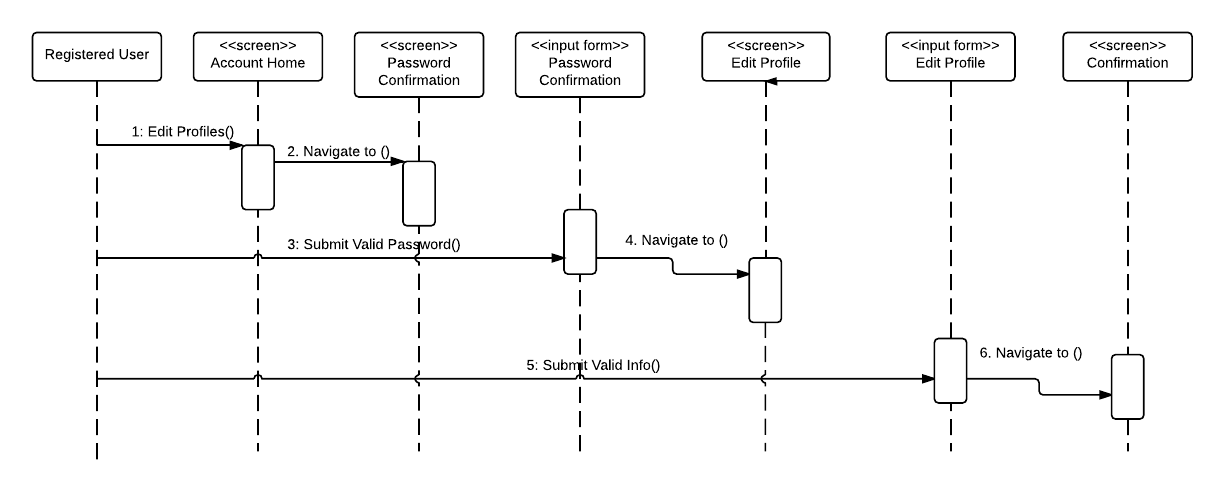 Registered User
<<screen>>
Account Home
<<screen>>
Password
Confirmation
<<input form>>
Password
Confirmation
<<screen>>
Edit Profile
<<input form>>
Edit Profile
<<screen>>
Confirmation
1: Edit Profiles()
2. Navigate to ()
3: Submit Valid Password()
4. Navigate to ()
5: Submit Valid Info()
6. Navigate to ()